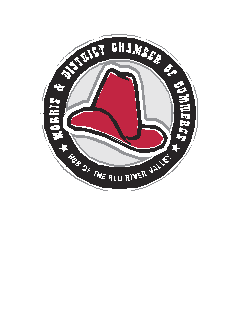 MORRIS & DISTRICT CHAMBER OF COMMERCE
★ HUB OF THE RED RIVER VALLEY ★